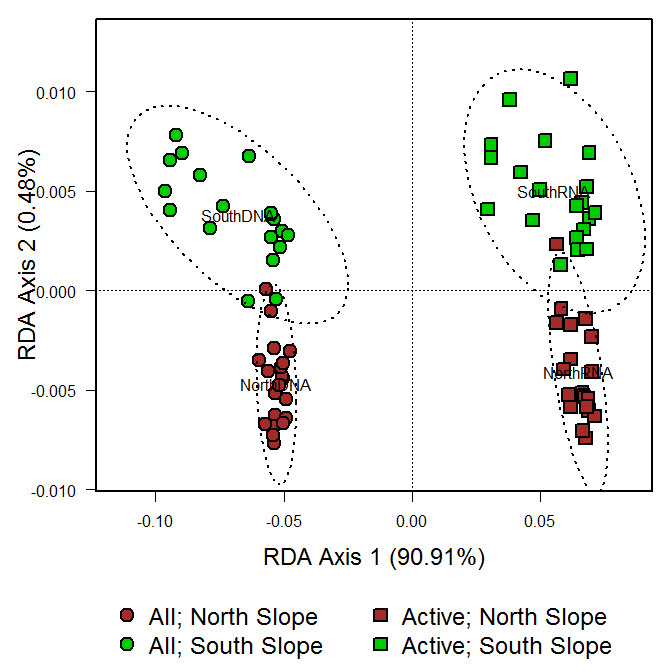 0.010
0.005
0.000
-0.005
-0.010
RDA Axis 2 (0.48%)
SouthDNA
SouthRNA
NorthDNA
NorthRNA
-0.10
-0.05
0.00
0.05
RDA Axis 1 (90.91%)
All; North Slope
Active; North Slope
All; South Slope
Active; South Slope